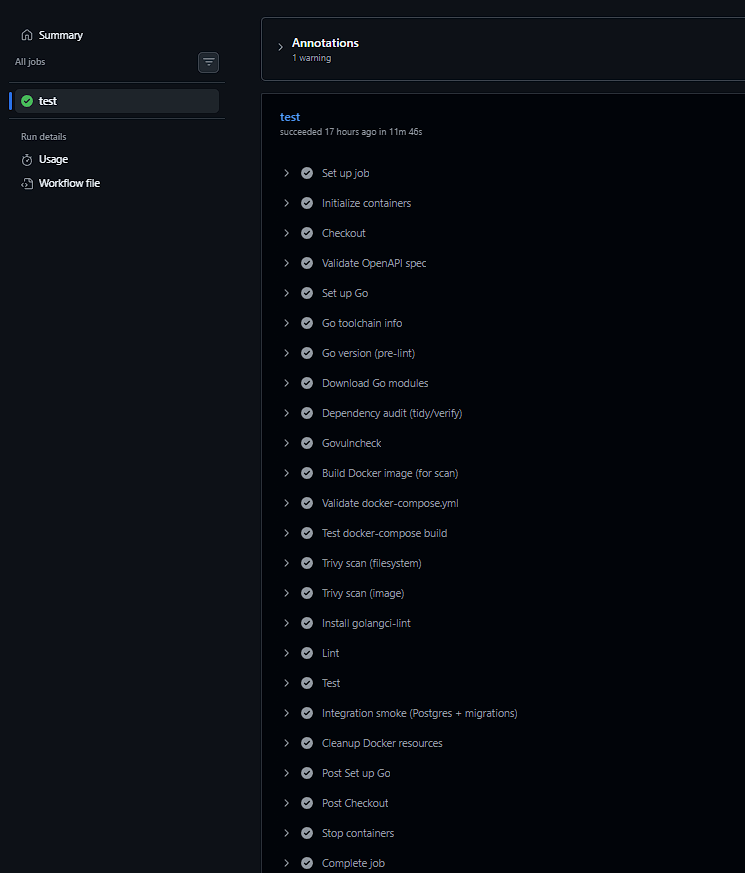 Summary
All jobs
test
Run details
Usage
Workflow file
Annotations
1 warning
test
succeeded 17 hours ago in 11m 46s
Set up job
Initialize containers
Checkout
Validate OpenAPI spec
Set up Go
Go toolchain info
Go version (pre-lint)
Download Go modules
Dependency audit (tidy/verify)
Govulncheck
Build Docker image (for scan)
Validate docker-compose.yml
Test docker-compose build
Trivy scan (filesystem)
Trivy scan (image)
Install golangci-lint
Lint
Test
Integration smoke (Postgres + migrations)
Cleanup Docker resources
Post Set up Go
Post Checkout
Stop containers
Complete job